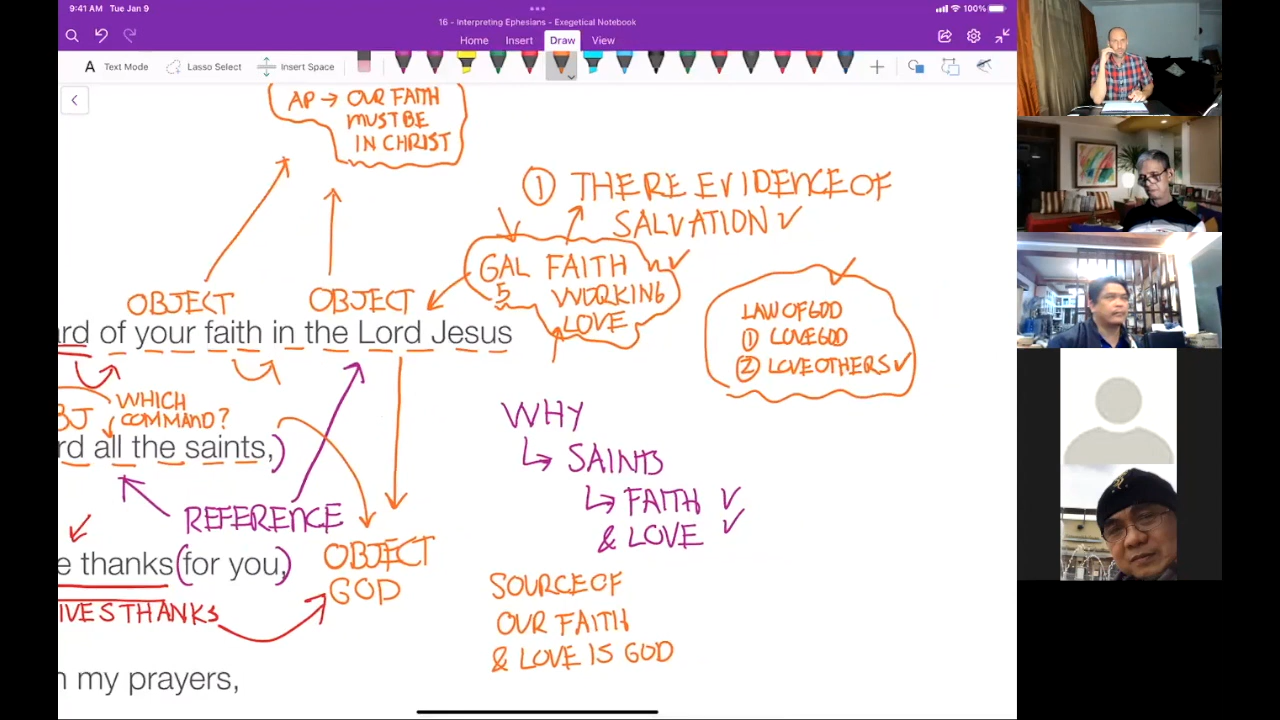 9:41 AM Tue Jan 9
100%
16 - Interpreting Ephesians - Exegetical Notebook
Home Insert Draw View
A Text Mode Lasso Select Insert Space
AP → OUR FAITH
MUST BE
IN CHRIST
① THERE EVIDENCE OF
SALVATION ✓
GAL FAITH
5 WORKING
LOVE
LAW OF GOD
① LOVE GOD
② LOVE OTHERS ✓
OBJECT OBJECT
ard of your faith in the Lord Jesus
BJ WHICH
COMMAND?
rd all the saints,)
WHY
↳ SAINTS
↳ FAITH ✓
& LOVE ✓
REFERENCE
e thanks (for you,)
OBJECT
GOD
IVES THANKS
SOURCE OF
OUR FAITH
& LOVE IS GOD
n my prayers,